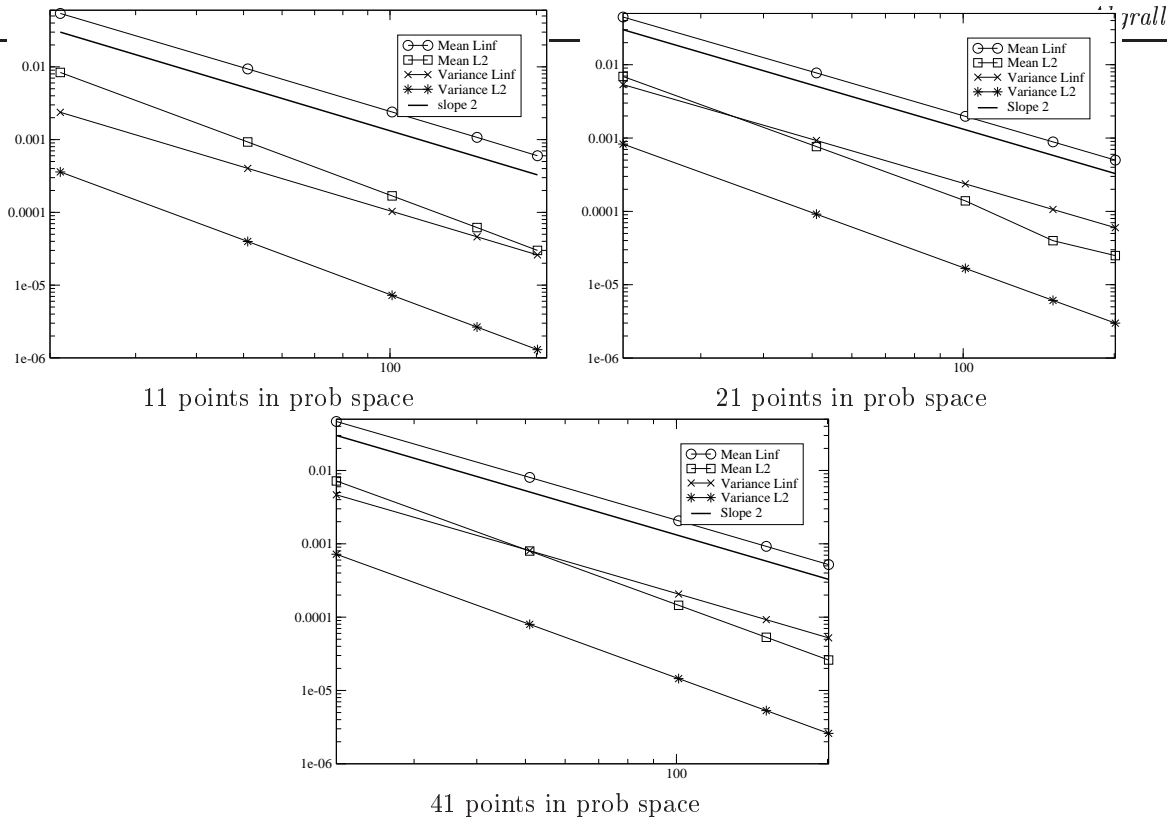 0.01
0.001
0.0001
1e-05
1e-06
100
Mean Linf
Mean L2
Variance Linf
Variance L2
slope 2
11 points in prob space
0.01
0.001
0.0001
1e-05
1e-06
100
Mean Linf
Mean L2
Variance Linf
Variance L2
Slope 2
21 points in prob space
0.01
0.001
0.0001
1e-05
1e-06
100
Mean Linf
Mean L2
Variance Linf
Variance L2
Slope 2
41 points in prob space